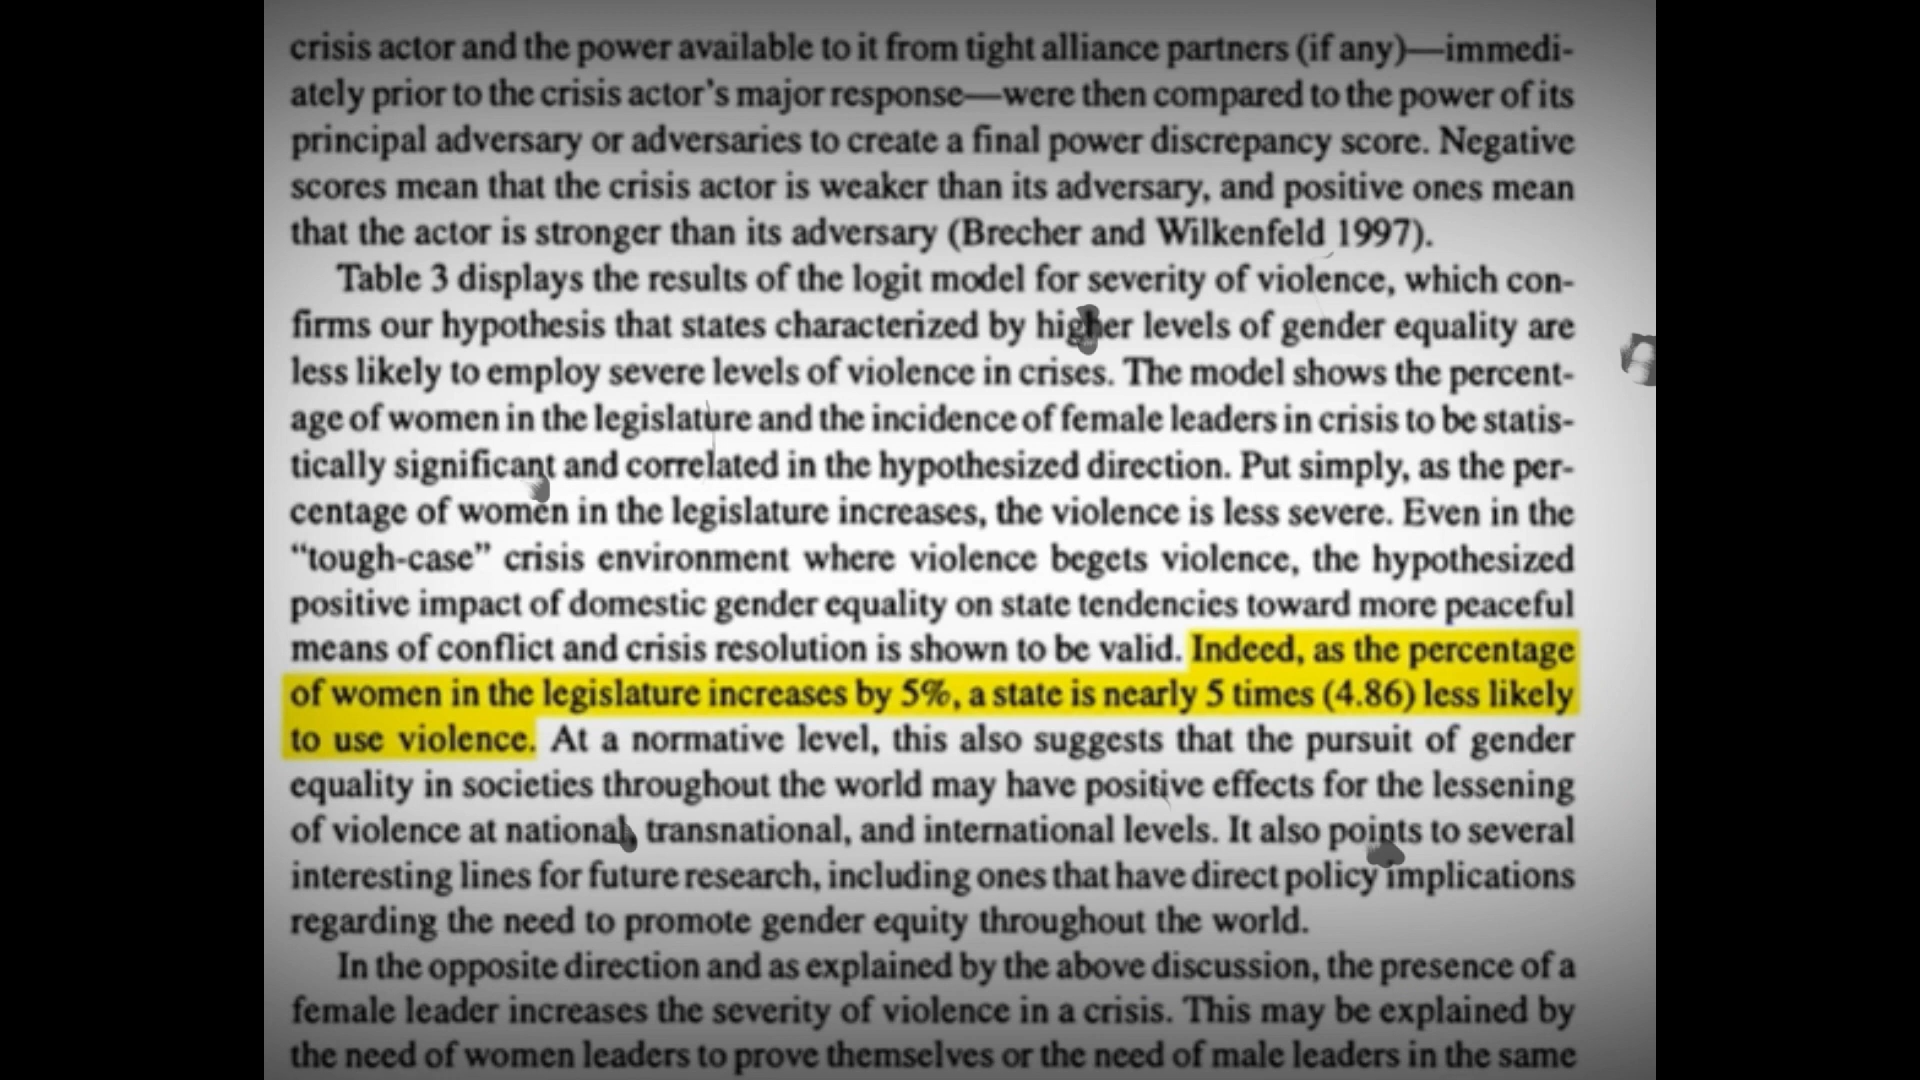 crisis actor and the power available to it from tight alliance partners (if any)—immedi-
ately prior to the crisis actor's major response—were then compared to the power of its
principal adversary or adversaries to create a final power discrepancy score. Negative
scores mean that the crisis actor is weaker than its adversary, and positive ones mean
that the actor is stronger than its adversary (Brecher and Wilkenfeld 1997).
Table 3 displays the results of the logit model for severity of violence, which con-
firms our hypothesis that states characterized by higher levels of gender equality are
less likely to employ severe levels of violence in crises. The model shows the percent-
age of women in the legislature and the incidence of female leaders in crisis to be statis-
tically significant and correlated in the hypothesized direction. Put simply, as the per-
centage of women in the legislature increases, the violence is less severe. Even in the
“tough-case” crisis environment where violence begets violence, the hypothesized
positive impact of domestic gender equality on state tendencies toward more peaceful
means of conflict and crisis resolution is shown to be valid. Indeed, as the percentage
of women in the legislature increases by 5%, a state is nearly 5 times (4.86) less likely
to use violence. At a normative level, this also suggests that the pursuit of gender
equality in societies throughout the world may have positive effects for the lessening
of violence at national, transnational, and international levels. It also points to several
interesting lines for future research, including ones that have direct policy implications
regarding the need to promote gender equity throughout the world.
In the opposite direction and as explained by the above discussion, the presence of a
female leader increases the severity of violence in a crisis. This may be explained by
the need of women leaders to prove themselves or the need of male leaders in the same